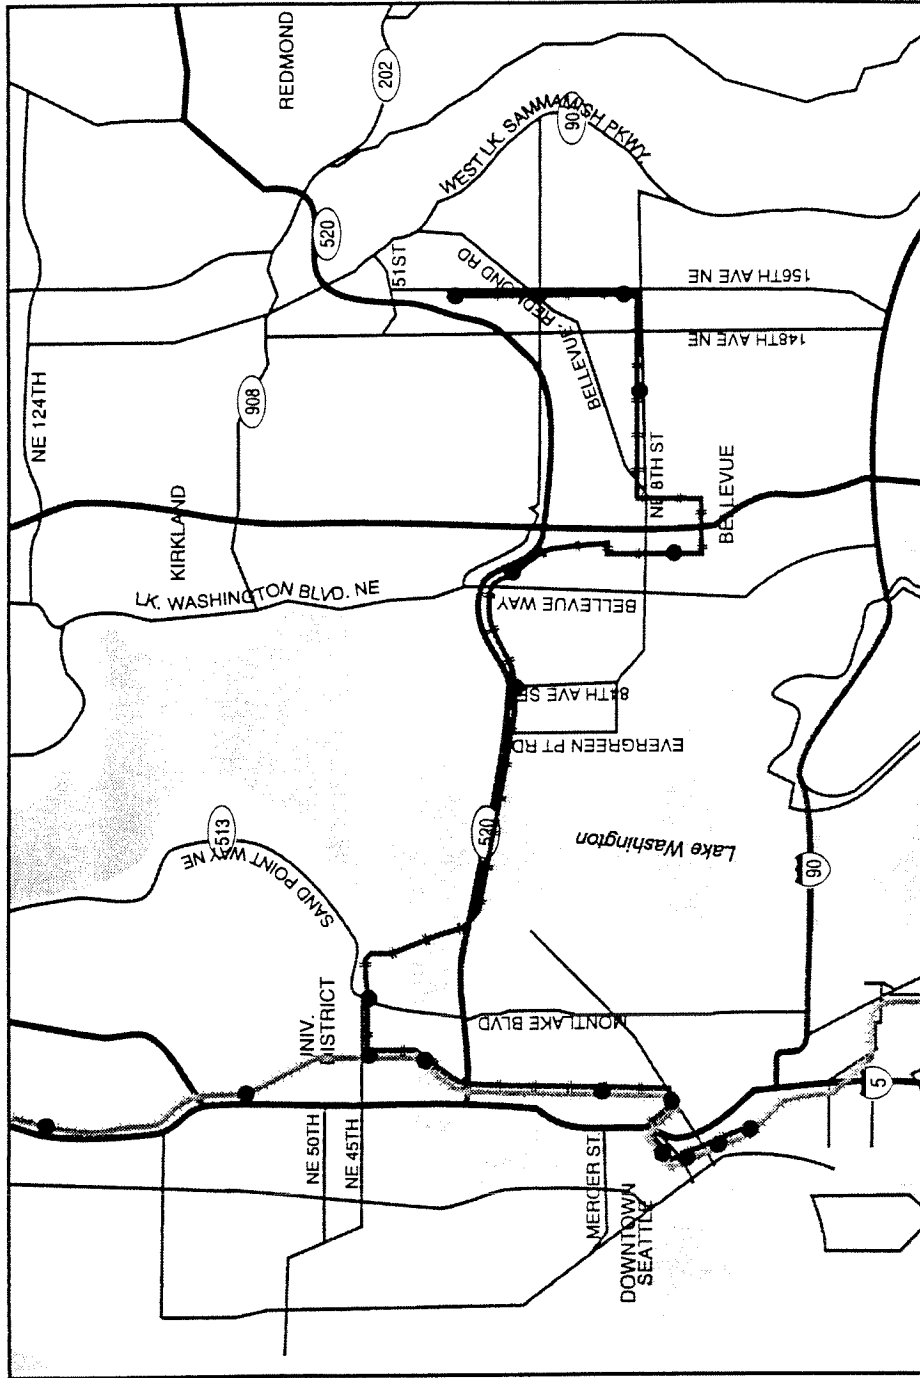 REDMOND
202
WEST LK. SAMMAMISH PKWY.
901
520
51ST
BELLEVUE- REDMOND RD
156TH AVE NE
148TH AVE NE
NE 124TH
908
KIRKLAND
NE 8TH ST
BELLEVUE
LK. WASHINGTON BLVD. NE
BELLEVUE WAY
84TH AVE SE
EVERGREEN PT RD
513
SAND POINT WAY NE
520
Lake Washington
90
UNIV.
DISTRICT
MONTLAKE BLVD
5
NE 50TH
NE 45TH
MERCER ST.
DOWNTOWN
SEATTLE